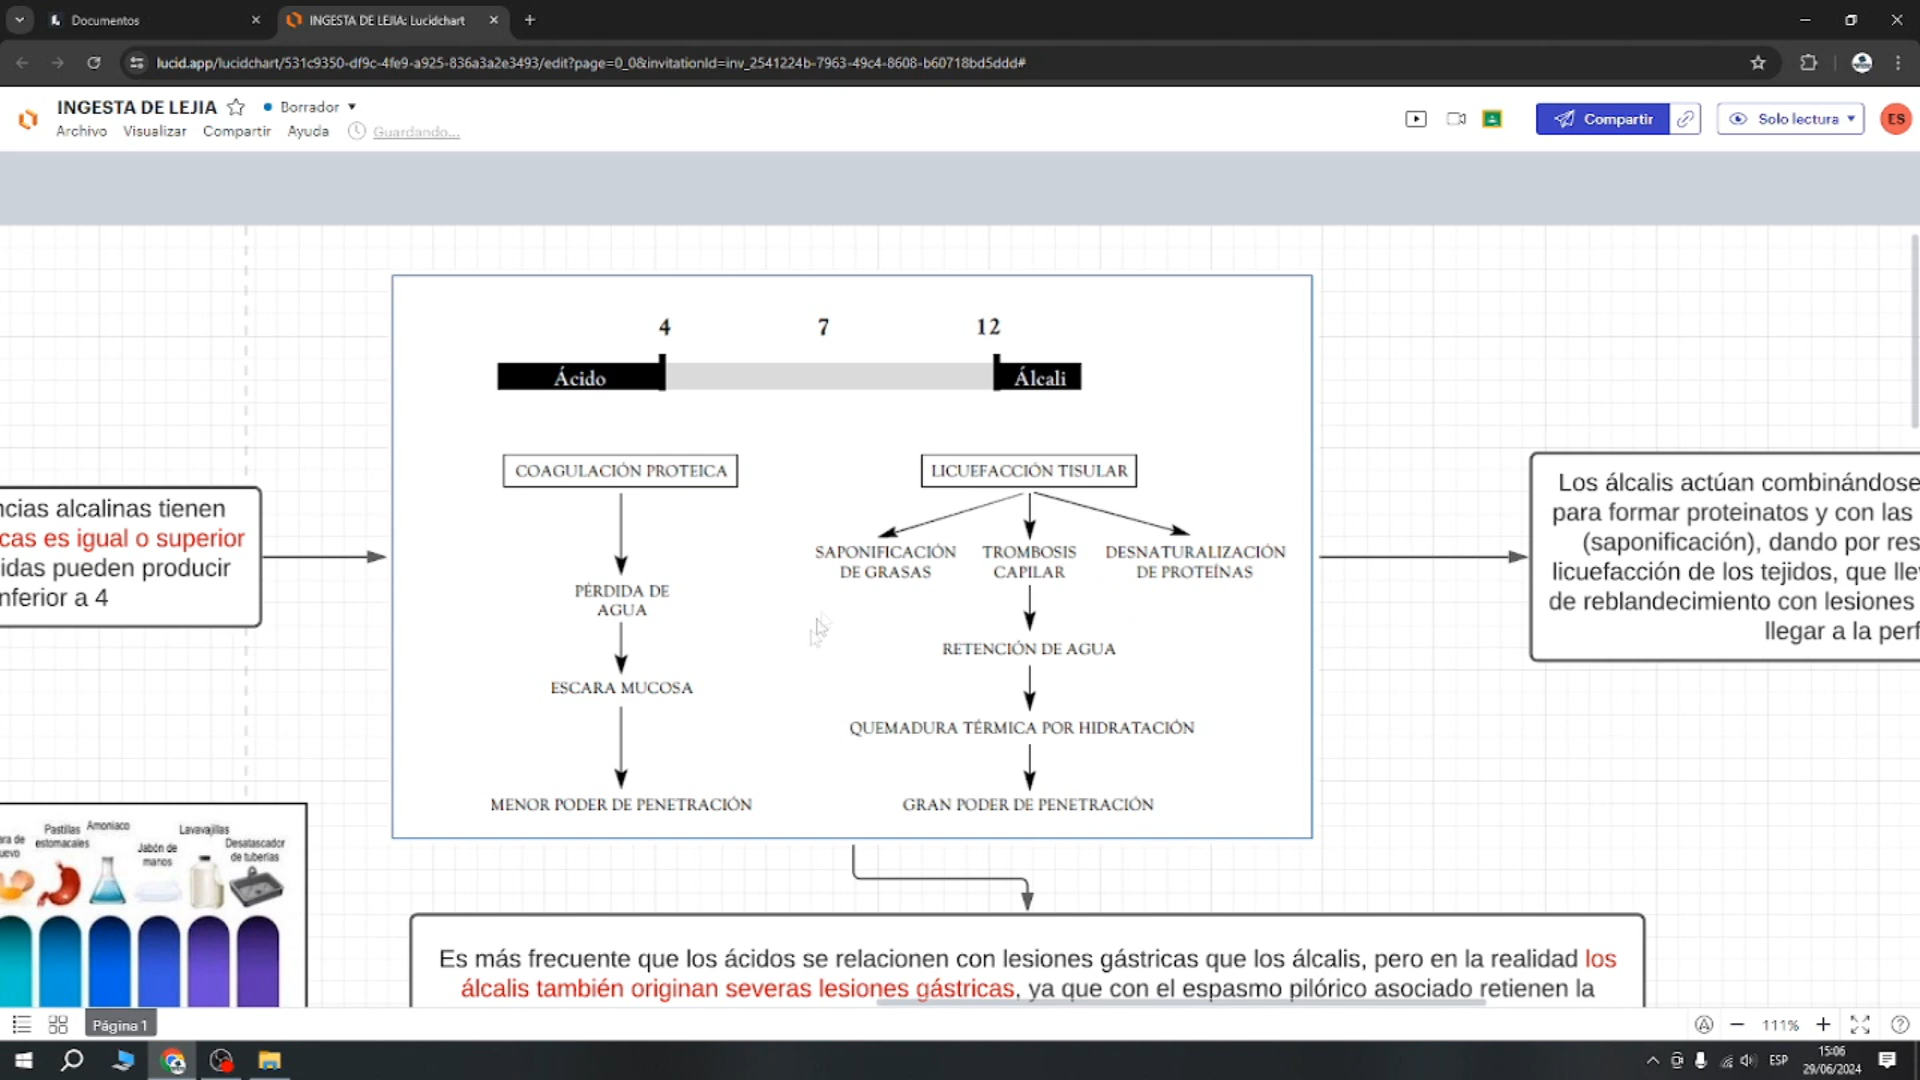 Documentos
INGESTA DE LEJIA: Lucidchart
lucid.app/lucidchart/531c9350-df9c-4fe9-a925-836a3a2e3493/edit?page=0_0&invitationId=inv_2541224b-7963-49c4-8608-b60718bd5ddd#
INGESTA DE LEJIA
Borrador
Archivo Visualizar Compartir Ayuda Guardando...
Compartir
Solo lectura
ES
4 7 12
Ácido
Álcali
COAGULACIÓN PROTEICA
PÉRDIDA DE
AGUA
ESCARA MUCOSA
MENOR PODER DE PENETRACIÓN
LICUEFACCIÓN TISULAR
SAPONIFICACIÓN
DE GRASAS
TROMBOSIS
CAPILAR
DESNATURALIZACIÓN
DE PROTEÍNAS
RETENCIÓN DE AGUA
QUEMADURA TÉRMICA POR HIDRATACIÓN
GRAN PODER DE PENETRACIÓN
ncias alcalinas tienen
cas es igual o superior
idas pueden producir
nferior a 4
Los álcalis actúan combinándose
para formar proteinatos y con las
(saponificación), dando por res
licuefacción de los tejidos, que lle
de reblandecimiento con lesiones
llegar a la perf
ara de
uevo
Pastillas
estomacales
Amoniaco
Jabón de
manos
Lavavajillas
Desatascador
de tuberías
Es más frecuente que los ácidos se relacionen con lesiones gástricas que los álcalis, pero en la realidad los
álcalis también originan severas lesiones gástricas, ya que con el espasmo pilórico asociado retienen la
Página 1
111%
ESP
15:06
29/06/2024